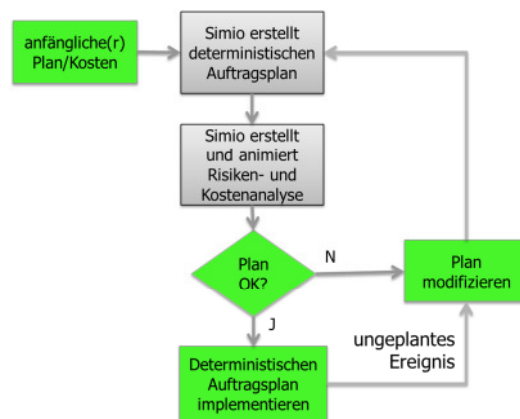 anfängliche(r)
Plan/Kosten
Simio erstellt
deterministischen
Auftragsplan
Simio erstellt
und animiert
Risiken- und
Kostenanalyse
Plan
OK?
N
J
Plan
modifizieren
ungeplantes
Ereignis
Deterministischen
Auftragsplan
implementieren